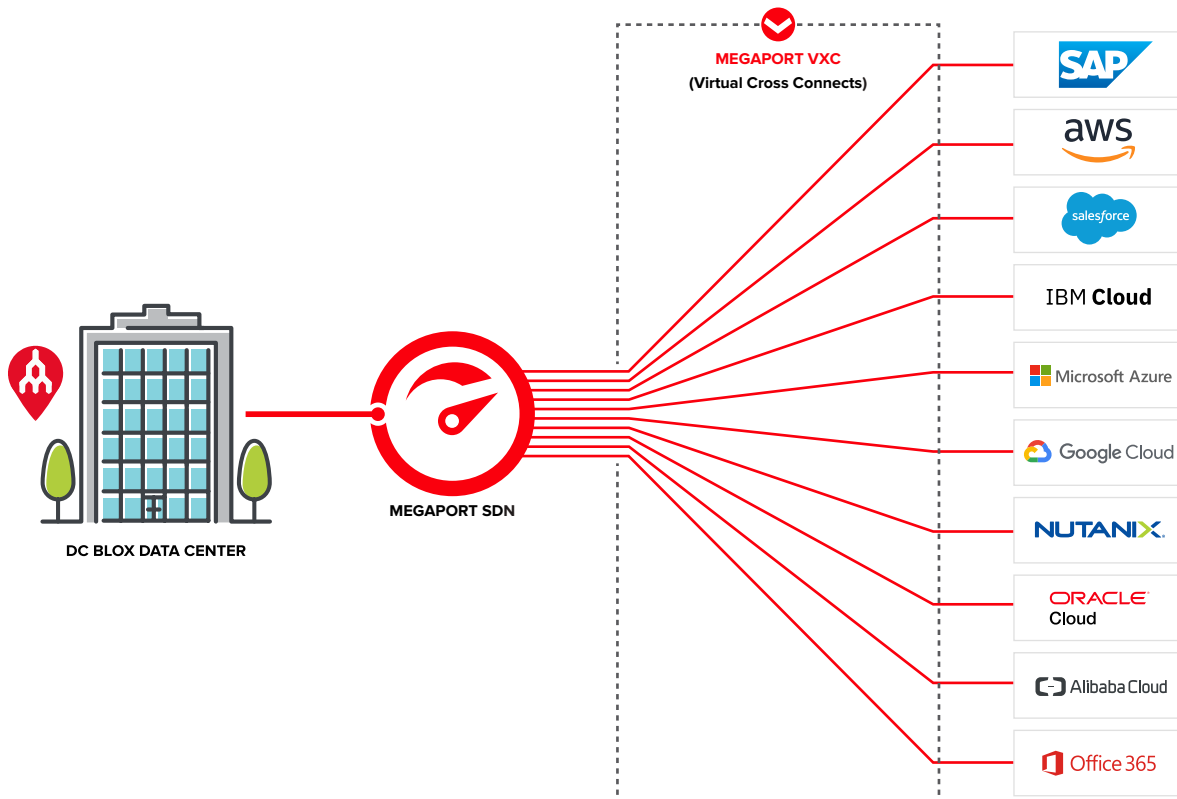 MEGAPORT VXC
(Virtual Cross Connects)
SAP
aws
salesforce
IBM Cloud
Microsoft Azure
Google Cloud
NUTANIX
ORACLE
Cloud
Alibaba Cloud
Office 365
MEGAPORT SDN
DC BLOX DATA CENTER